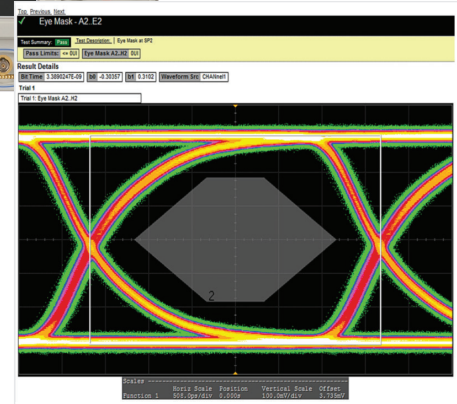 Top Previous Next
Eye Mask - A2..E2
Test Summary: Pass Test Description: Eye Mask at SP2
Pass Limits: <= 0UI Eye Mask A2..H2 0UI
Result Details
Bit Time 3.3890247E-09 b0 -0.30357 b1 0.3102 Waveform Src CHANnel1
Trial 1
Trial 1: Eye Mask A2..H2
2
Scales
Horiz Scale Position Vertical Scale Offset
Function 1 505.0ps/div 0.000s 100.0mV/div 3.735mV